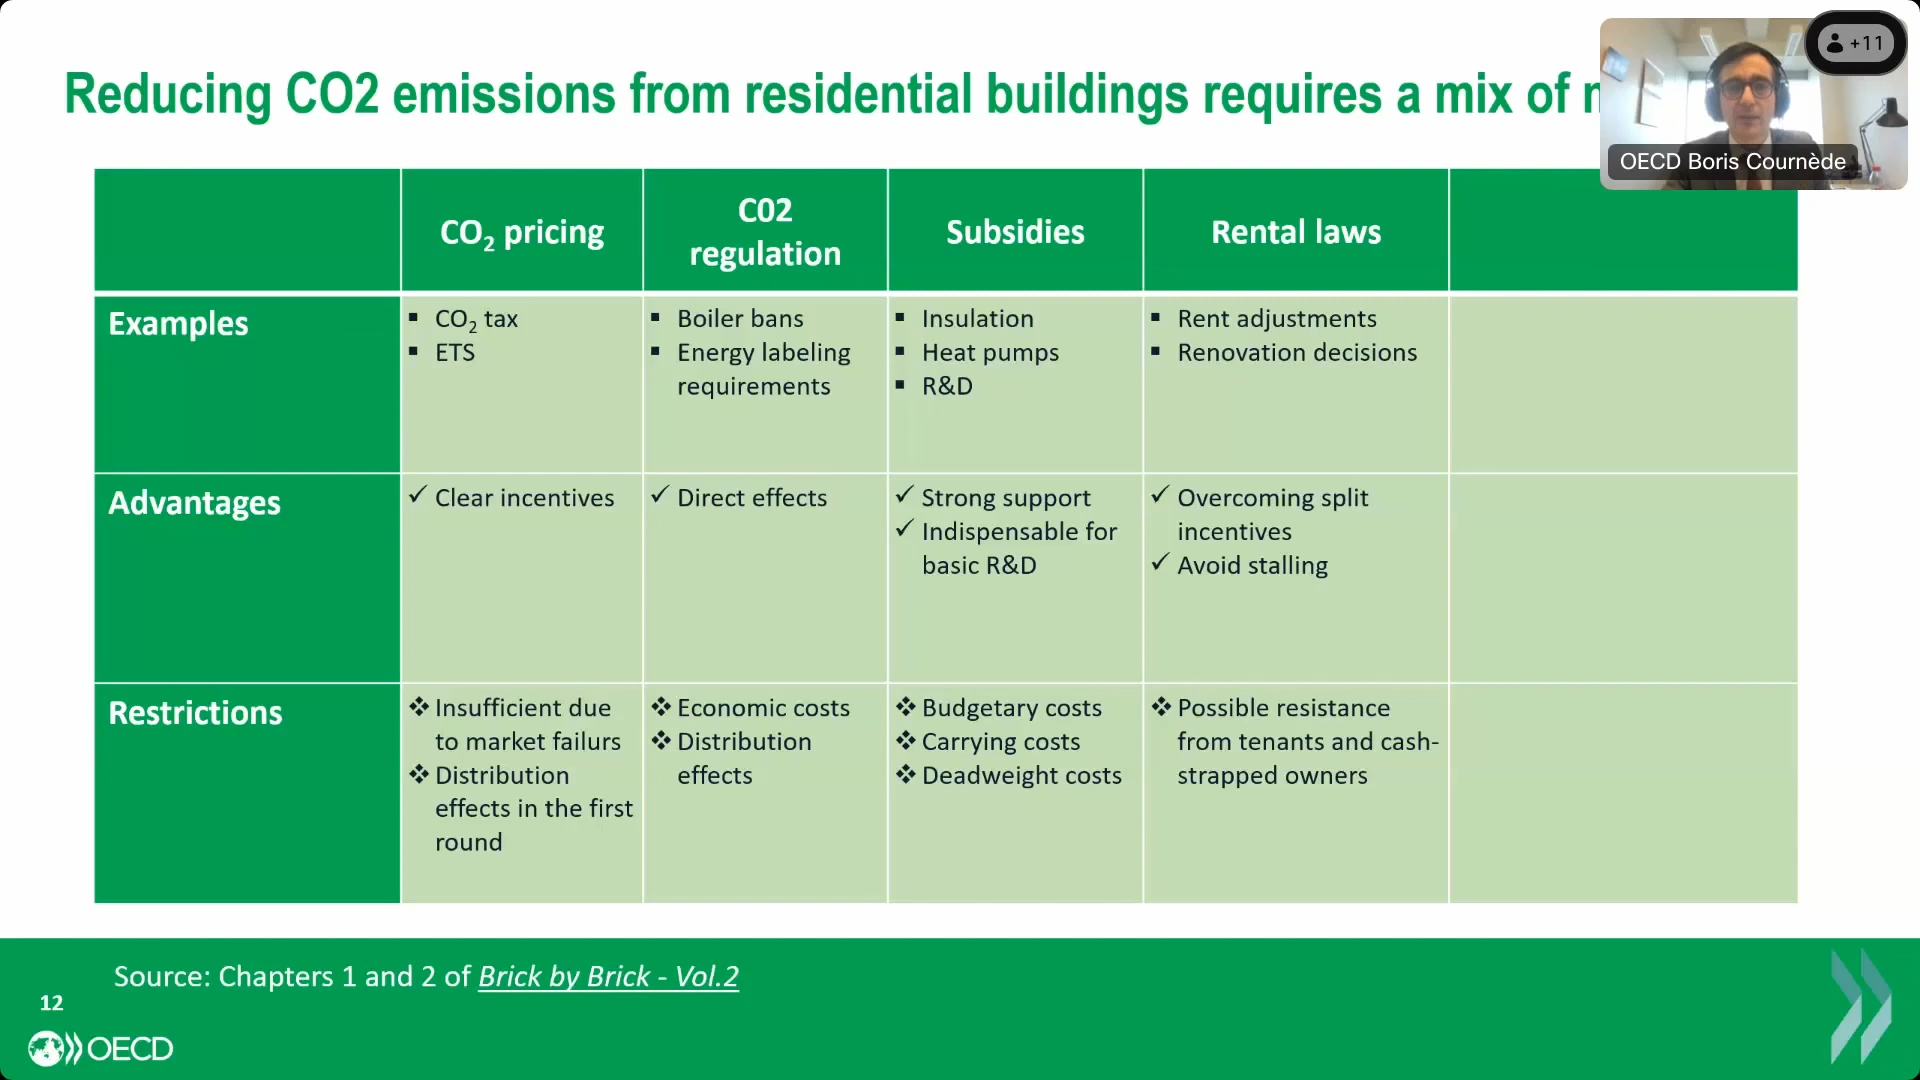 Reducing CO2 emissions from residential buildings requires a mix of
+11
OECD Boris Cournède
CO₂ pricing
C02
regulation
Subsidies
Rental laws
Examples
▪ CO₂ tax
▪ ETS
▪ Boiler bans
▪ Energy labeling
requirements
▪ Insulation
▪ Heat pumps
▪ R&D
▪ Rent adjustments
▪ Renovation decisions
Advantages
✓ Clear incentives
✓ Direct effects
✓ Strong support
✓ Indispensable for
basic R&D
✓ Overcoming split
incentives
✓ Avoid stalling
Restrictions
❖ Insufficient due
to market failurs
❖ Distribution
effects in the first
round
❖ Economic costs
❖ Distribution
effects
❖ Budgetary costs
❖ Carrying costs
❖ Deadweight costs
❖ Possible resistance
from tenants and cash-
strapped owners
Source: Chapters 1 and 2 of Brick by Brick - Vol.2
12
OECD